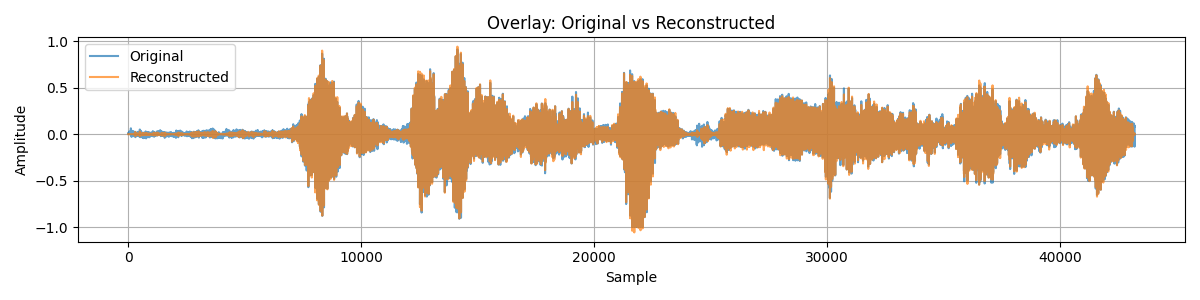 Overlay: Original vs Reconstructed
Original
Reconstructed
Amplitude
1.0
0.5
0.0
−0.5
−1.0
0 10000 20000 30000 40000
Sample